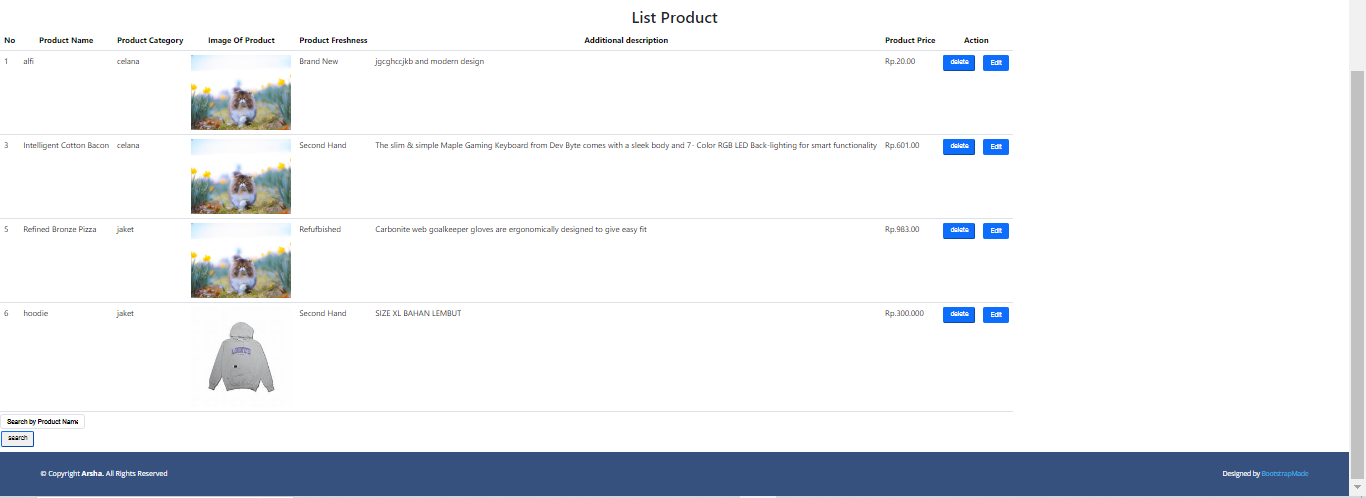 List Product
No Product Name Product Category Image Of Product Product Freshness Additional description Product Price Action
1 alfi celana Brand New jgcghccjkb and modern design Rp.20.00 delete Edit
3 Intelligent Cotton Bacon celana Second Hand The slim & simple Maple Gaming Keyboard from Dev Byte comes with a sleek body and 7- Color RGB LED Back-lighting for smart functionality Rp.601.00 delete Edit
5 Refined Bronze Pizza jaket Refufbished Carbonite web goalkeeper gloves are ergonomically designed to give easy fit Rp.983.00 delete Edit
6 hoodie jaket Second Hand SIZE XL BAHAN LEMBUT Rp.300.000 delete Edit
Search by Product Name
search
© Copyright Arsha. All Rights Reserved Designed by BootstrapMade